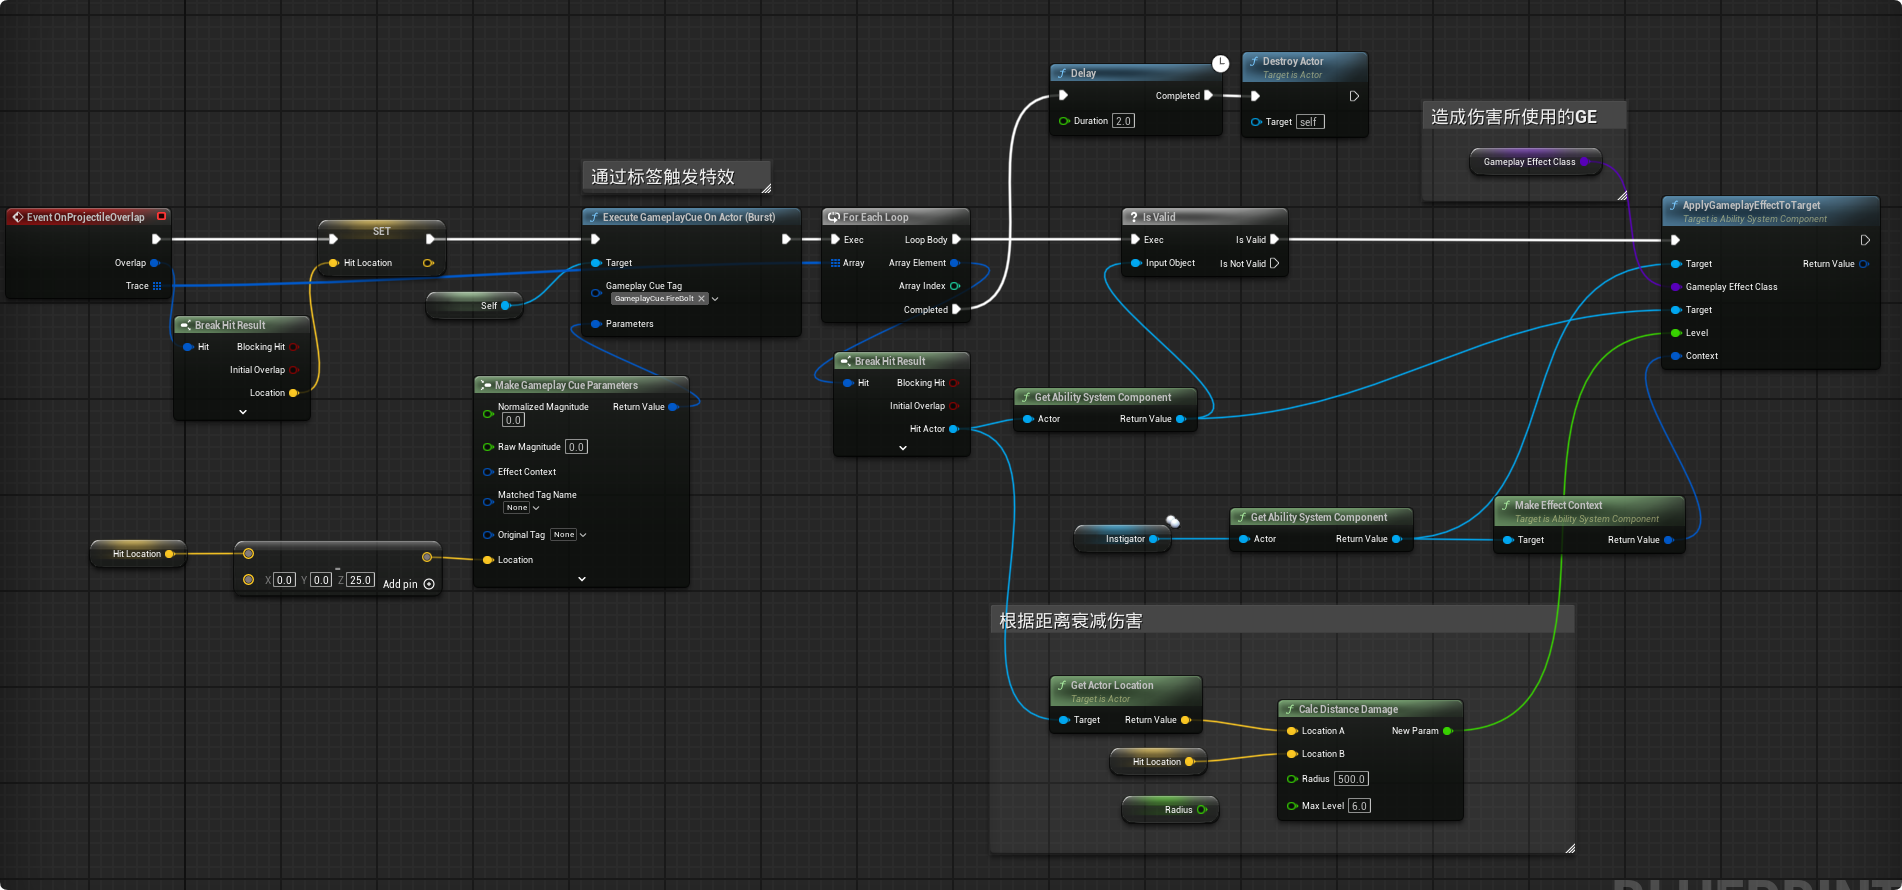 Delay
Completed
Duration 2.0
Destroy Actor
Target is Actor
Target self
造成伤害所使用的GE
Gameplay Effect Class
通过标签触发特效
Event OnProjectileOverlap
Overlap
Trace
SET
Hit Location
Break Hit Result
Hit Blocking Hit
Initial Overlap
Location
Self
Execute GameplayCue On Actor (Burst)
Target
Gameplay Cue Tag
GameplayCue.FireBolt
Parameters
For Each Loop
Exec Loop Body
Array Array Element
Array Index
Completed
Is Valid
Exec Is Valid
Input Object Is Not Valid
ApplyGameplayEffectToTarget
Target is Ability System Component
Target Return Value
Gameplay Effect Class
Target
Level
Context
Make Gameplay Cue Parameters
Normalized Magnitude Return Value
0.0
Raw Magnitude 0.0
Effect Context
Matched Tag Name
None
Original Tag None
Location
Break Hit Result
Hit Blocking Hit
Initial Overlap
Hit Actor
Get Ability System Component
Actor Return Value
Hit Location
X 0.0 Y 0.0 Z 25.0 Add pin
Instigator
Get Ability System Component
Actor Return Value
Make Effect Context
Target is Ability System Component
Target Return Value
根据距离衰减伤害
Get Actor Location
Target is Actor
Target Return Value
Hit Location
Radius
Calc Distance Damage
Location A New Param
Location B
Radius 500.0
Max Level 6.0